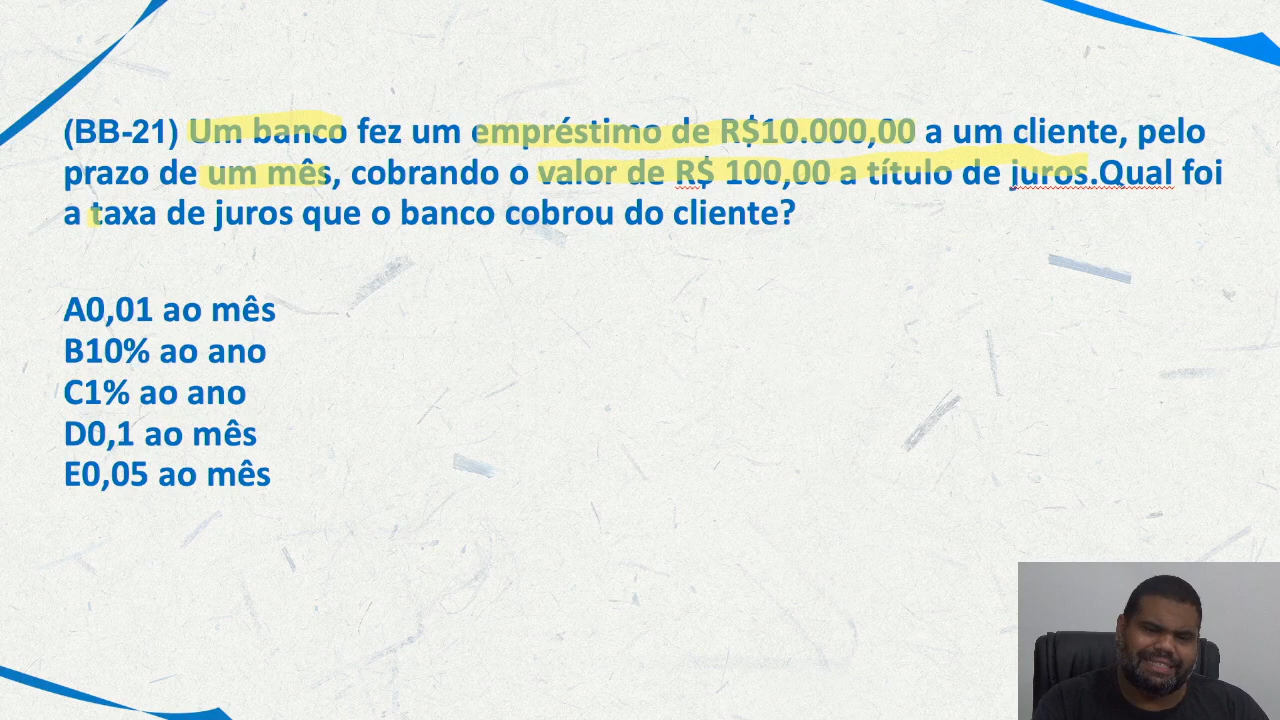 (BB-21) Um banco fez um empréstimo de R$10.000,00 a um cliente, pelo
prazo de um mês, cobrando o valor de R$ 100,00 a título de juros.Qual foi
a taxa de juros que o banco cobrou do cliente?
A0,01 ao mês
B10% ao ano
C1% ao ano
D0,1 ao mês
E0,05 ao mês